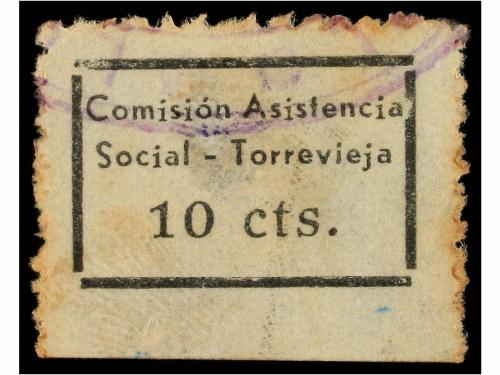 Comisión Asistencia
Social - Torrevieja
10 cts.